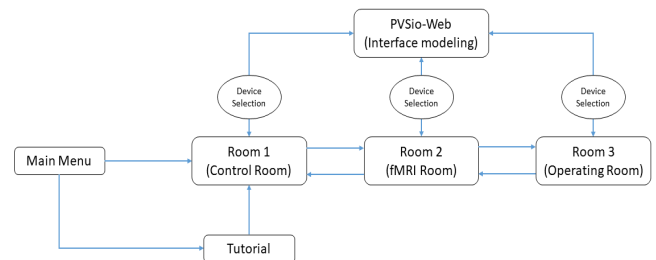 PVSio-Web
(Interface modeling)
Device
Selection
Device
Selection
Device
Selection
Main Menu
Room 1
(Control Room)
Room 2
(fMRI Room)
Room 3
(Operating Room)
Tutorial